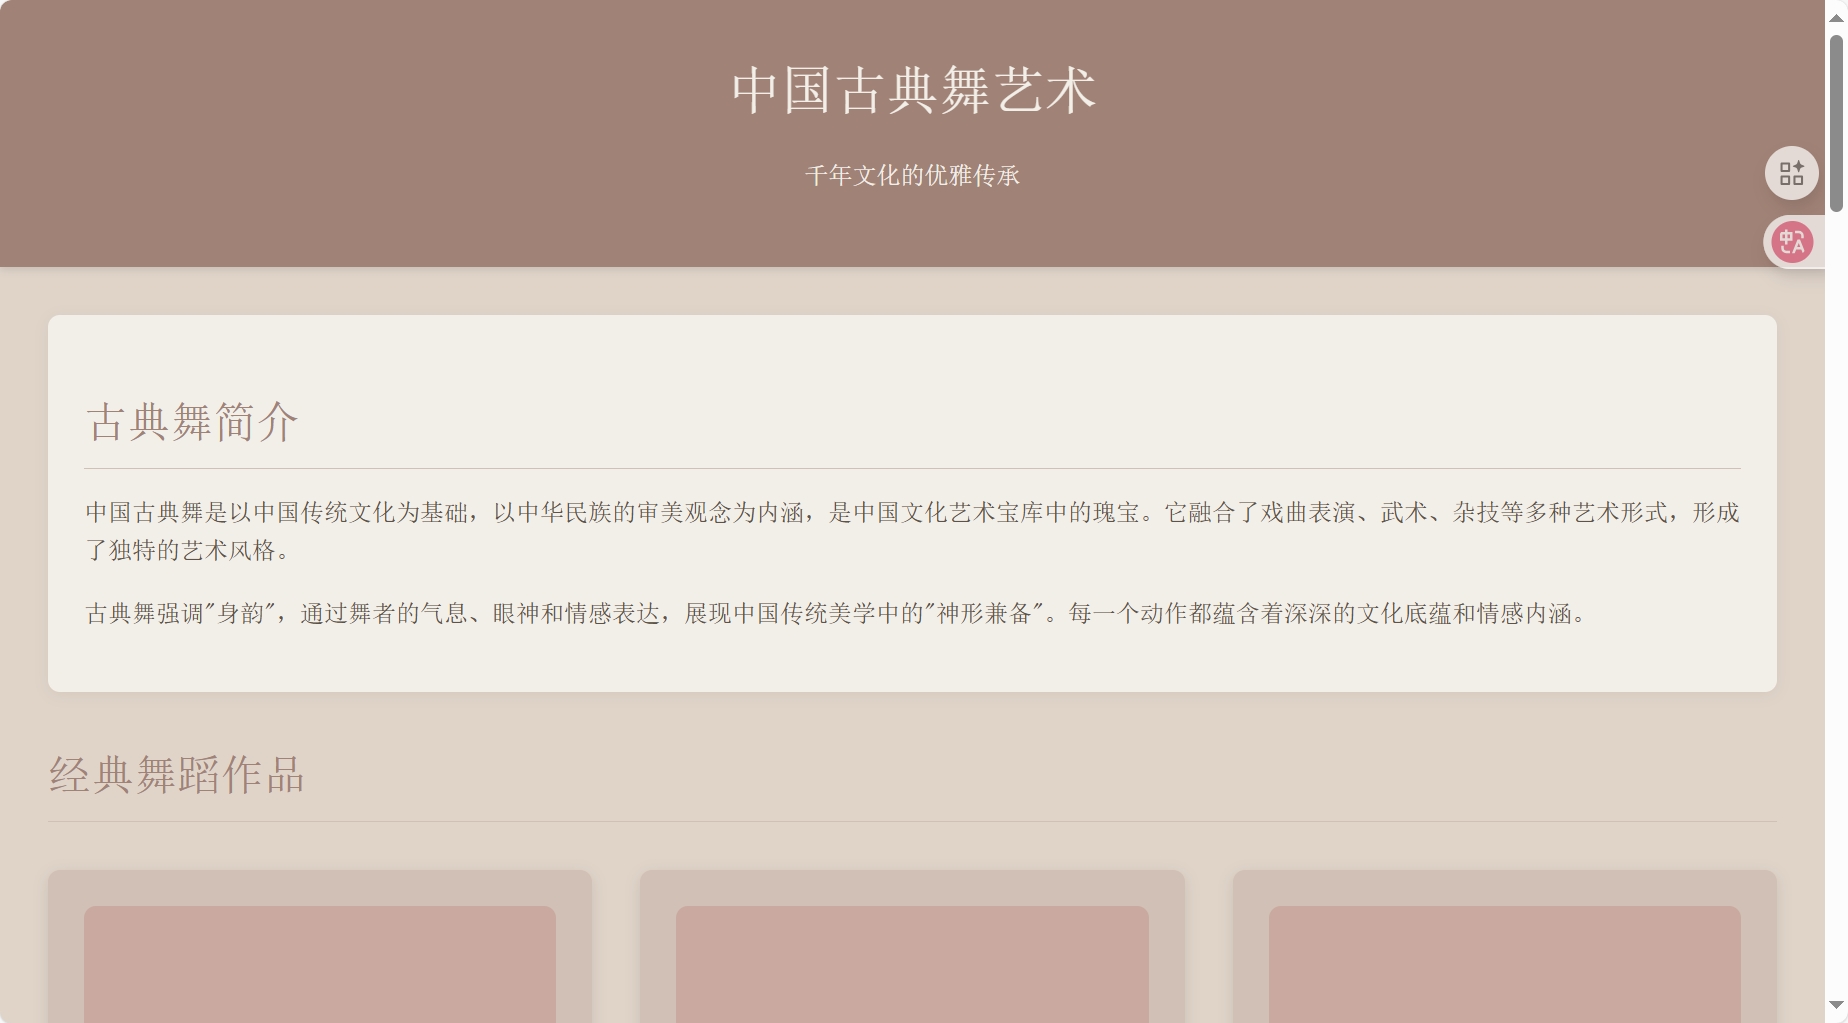 中国古典舞艺术
千年文化的优雅传承
中A
古典舞简介
中国古典舞是以中国传统文化为基础，以中华民族的审美观念为内涵，是中国文化艺术宝库中的瑰宝。它融合了戏曲表演、武术、杂技等多种艺术形式，形成
了独特的艺术风格。
古典舞强调"身韵"，通过舞者的气息、眼神和情感表达，展现中国传统美学中的"神形兼备"。每一个动作都蕴含着深深的文化底蕴和情感内涵。
经典舞蹈作品